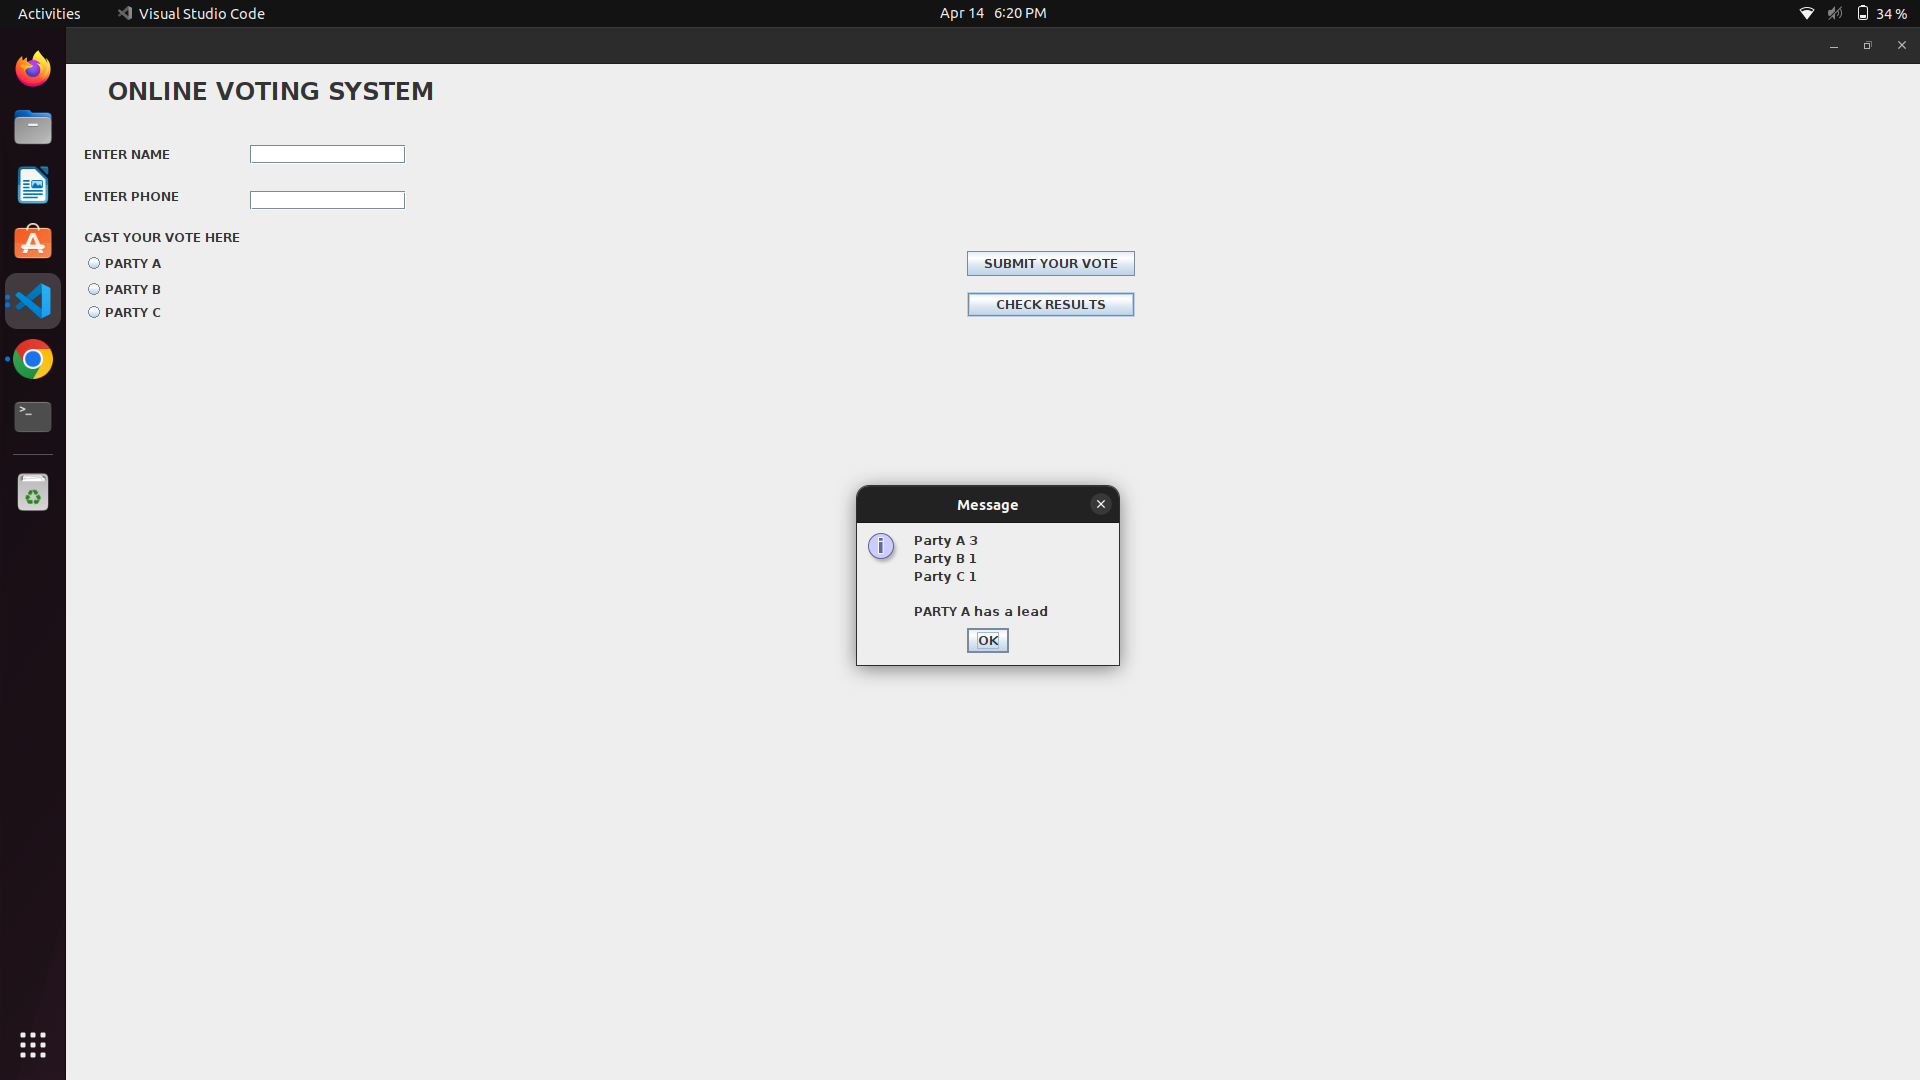 Activities
Visual Studio Code
Apr 14 6:20 PM
34 %
ONLINE VOTING SYSTEM
ENTER NAME
ENTER PHONE
CAST YOUR VOTE HERE
PARTY A
PARTY B
PARTY C
SUBMIT YOUR VOTE
CHECK RESULTS
Message
Party A 3
Party B 1
Party C 1
PARTY A has a lead
OK